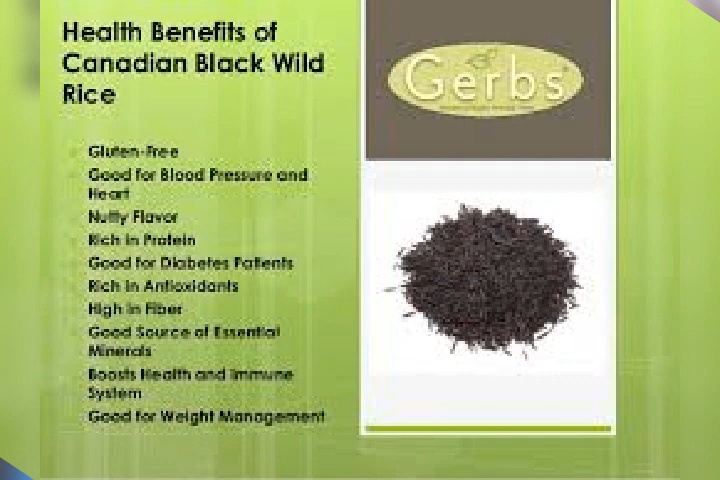 Health Benefits of
Canadian Black Wild
Rice
Gluten-Free
Good for Blood Pressure and
Heart
Nutty Flavor
Rich in Protein
Good for Diabetes Patients
Rich in Antioxidants
High in Fiber
Good Source of Essential
Minerals
Boosts Health and Immune
System
Good for Weight Management
Gerbs